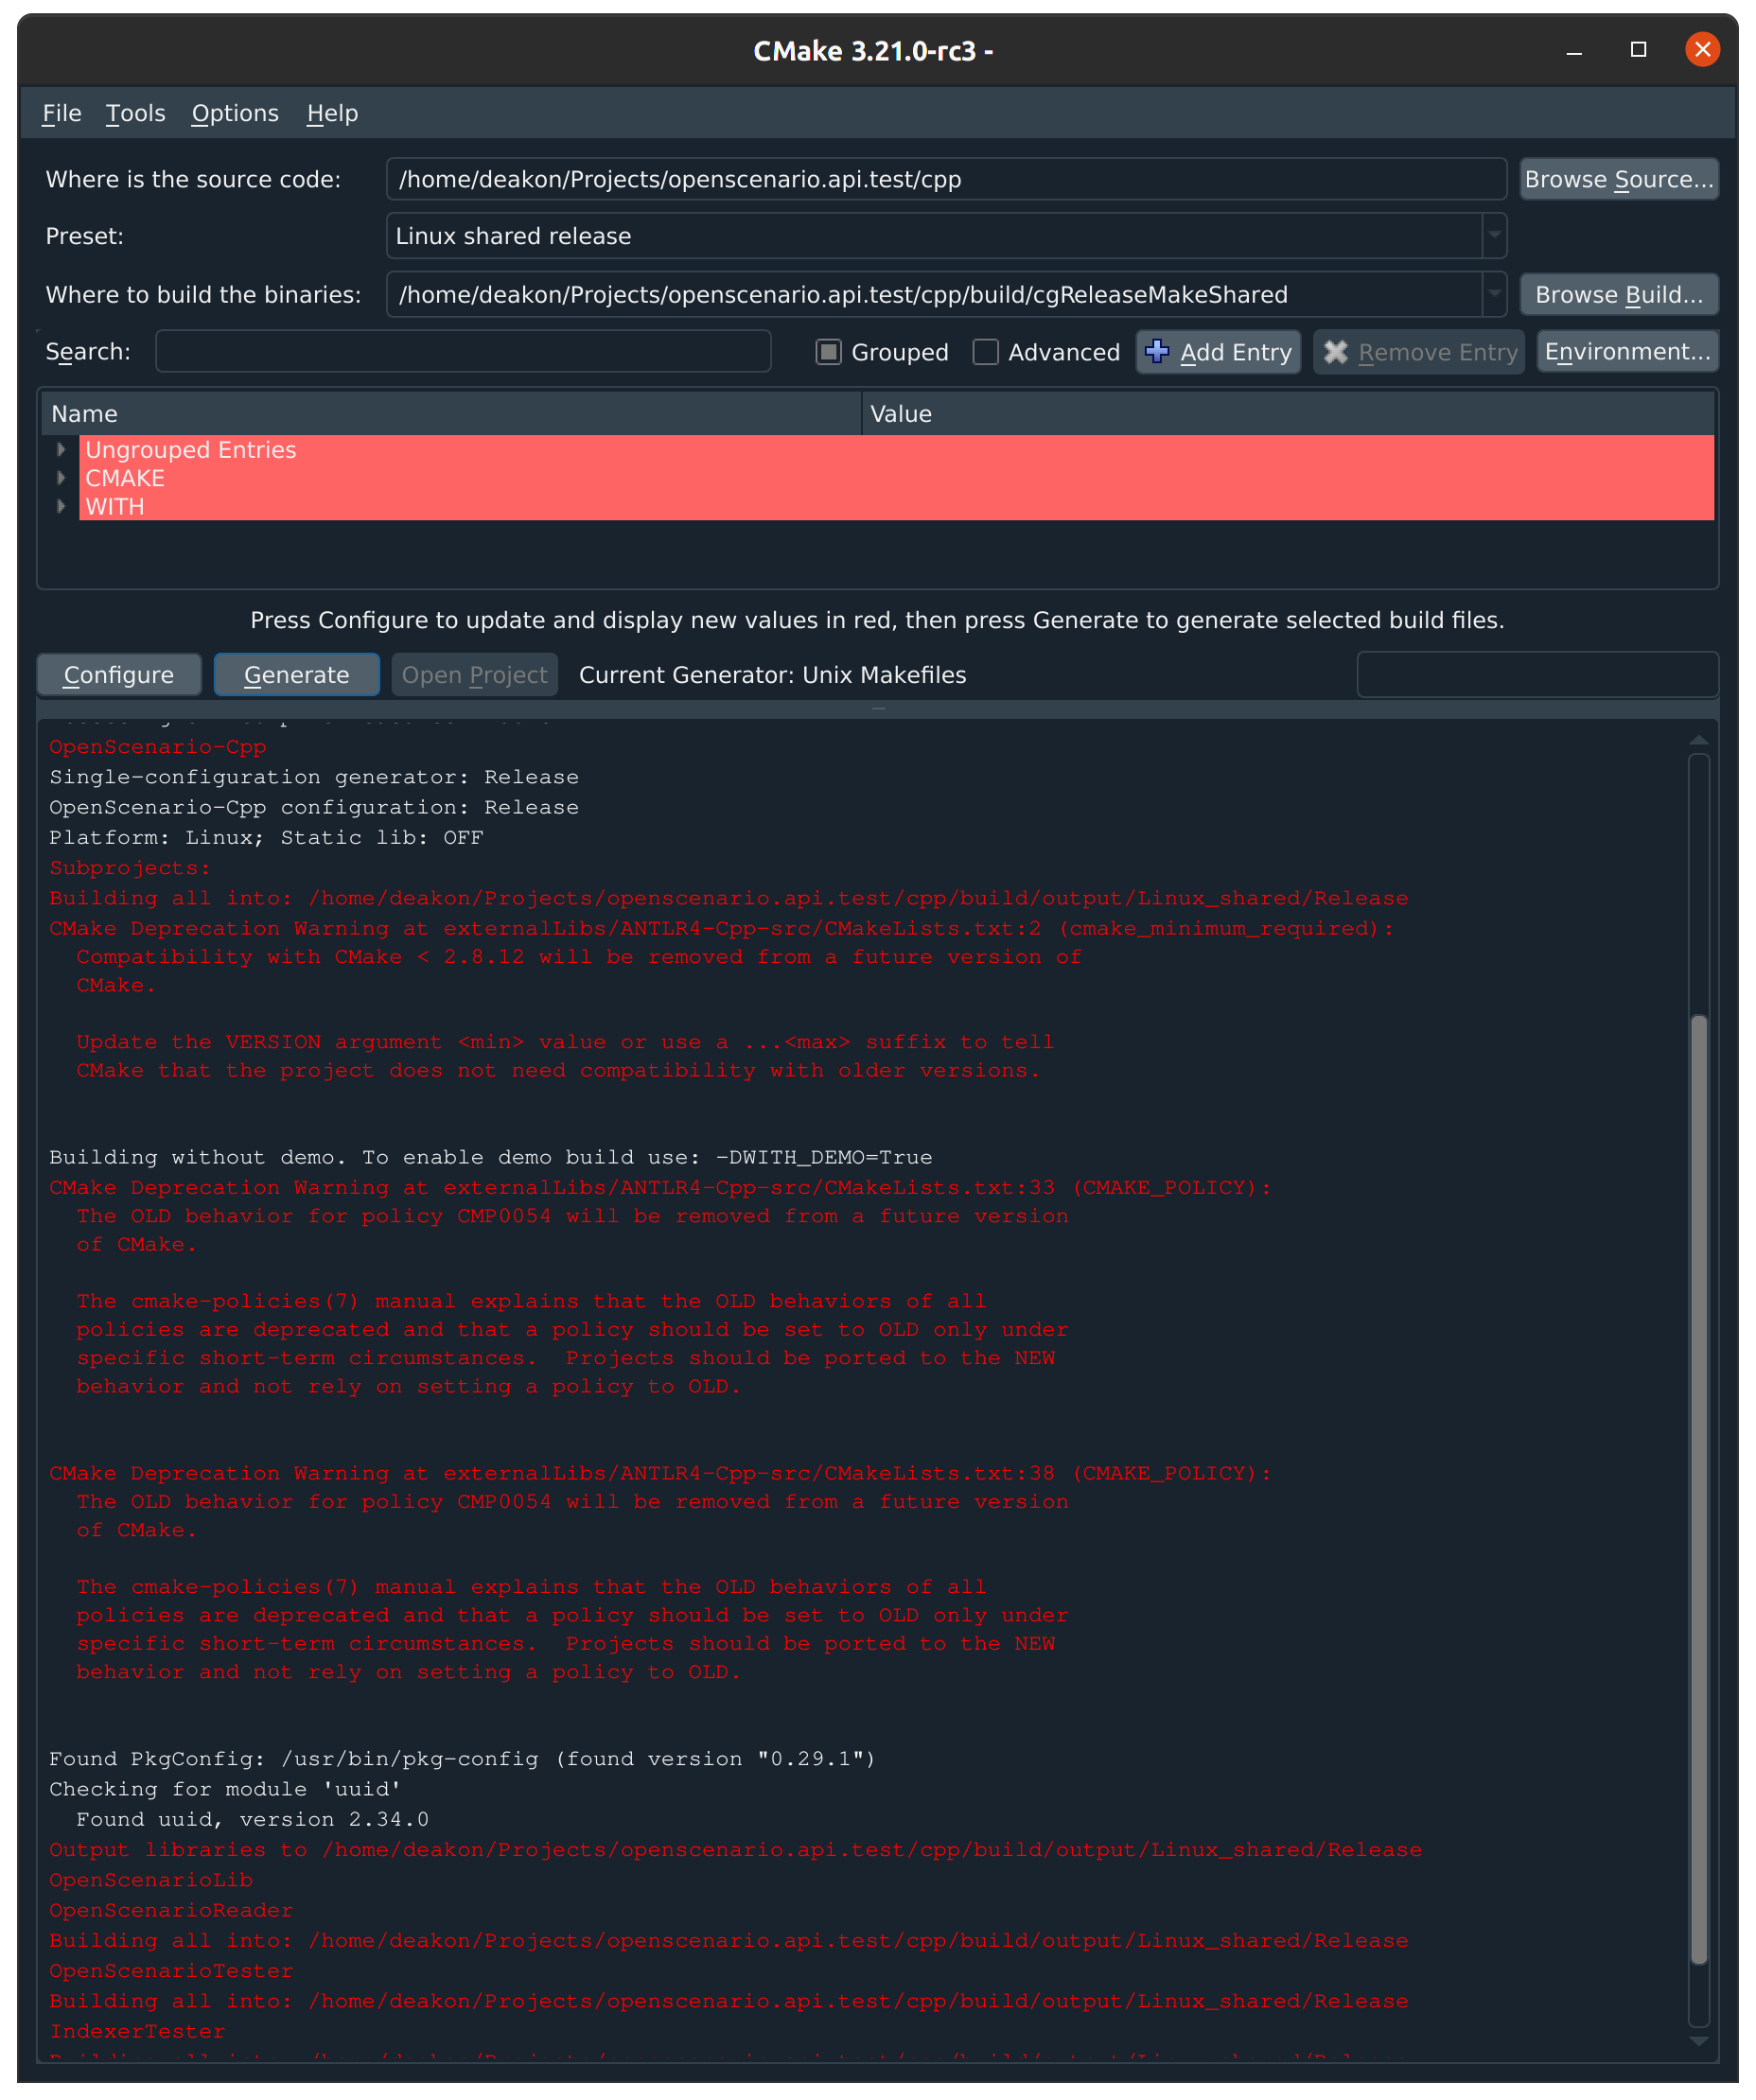 CMake 3.21.0-rc3 -
File Tools Options Help
Where is the source code: /home/deakon/Projects/openscenario.api.test/cpp Browse Source...
Preset: Linux shared release
Where to build the binaries: /home/deakon/Projects/openscenario.api.test/cpp/build/cgReleaseMakeShared Browse Build...
Search: Grouped Advanced Add Entry Remove Entry Environment...
Name Value
Ungrouped Entries
CMAKE
WITH
Press Configure to update and display new values in red, then press Generate to generate selected build files.
Configure Generate Open Project Current Generator: Unix Makefiles
OpenScenario-Cpp
Single-configuration generator: Release
OpenScenario-Cpp configuration: Release
Platform: Linux; Static lib: OFF
Subprojects:
Building all into: /home/deakon/Projects/openscenario.api.test/cpp/build/output/Linux_shared/Release
CMake Deprecation Warning at externalLibs/ANTLR4-Cpp-src/CMakeLists.txt:2 (cmake_minimum_required):
Compatibility with CMake < 2.8.12 will be removed from a future version of
CMake.
Update the VERSION argument <min> value or use a ...<max> suffix to tell
CMake that the project does not need compatibility with older versions.
Building without demo. To enable demo build use: -DWITH_DEMO=True
CMake Deprecation Warning at externalLibs/ANTLR4-Cpp-src/CMakeLists.txt:33 (CMAKE_POLICY):
The OLD behavior for policy CMP0054 will be removed from a future version
of CMake.
The cmake-policies(7) manual explains that the OLD behaviors of all
policies are deprecated and that a policy should be set to OLD only under
specific short-term circumstances.  Projects should be ported to the NEW
behavior and not rely on setting a policy to OLD.
CMake Deprecation Warning at externalLibs/ANTLR4-Cpp-src/CMakeLists.txt:38 (CMAKE_POLICY):
The OLD behavior for policy CMP0054 will be removed from a future version
of CMake.
The cmake-policies(7) manual explains that the OLD behaviors of all
policies are deprecated and that a policy should be set to OLD only under
specific short-term circumstances.  Projects should be ported to the NEW
behavior and not rely on setting a policy to OLD.
Found PkgConfig: /usr/bin/pkg-config (found version "0.29.1")
Checking for module 'uuid'
Found uuid, version 2.34.0
Output libraries to /home/deakon/Projects/openscenario.api.test/cpp/build/output/Linux_shared/Release
OpenScenarioLib
OpenScenarioReader
Building all into: /home/deakon/Projects/openscenario.api.test/cpp/build/output/Linux_shared/Release
OpenScenarioTester
Building all into: /home/deakon/Projects/openscenario.api.test/cpp/build/output/Linux_shared/Release
IndexerTester